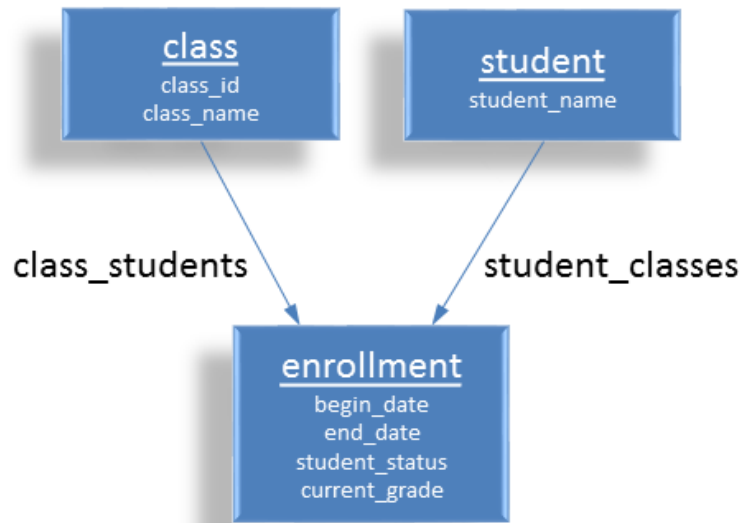 class
class_id
class_name
student
student_name
class_students
student_classes
enrollment
begin_date
end_date
student_status
current_grade